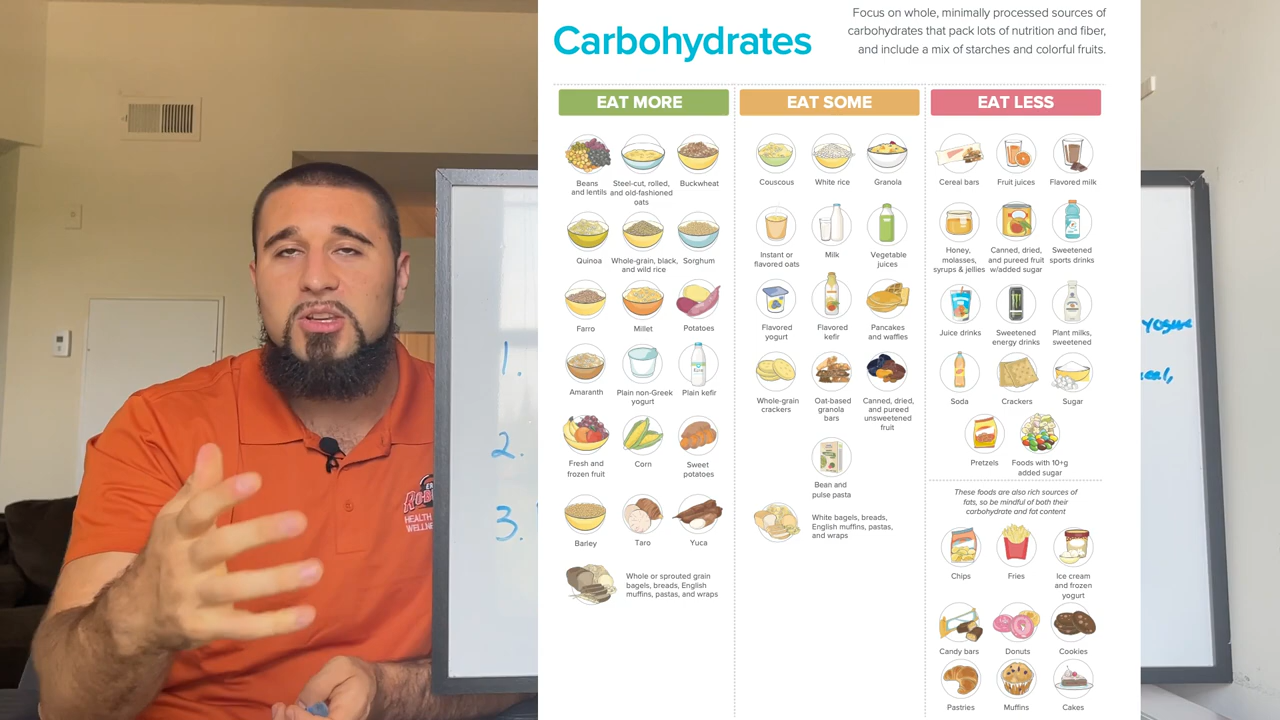 Carbohydrates
Focus on whole, minimally processed sources of
carbohydrates that pack lots of nutrition and fiber,
and include a mix of starches and colorful fruits.
EAT MORE
Beans
and lentils
Steel-cut, rolled,
and old-fashioned
oats
Buckwheat
Quinoa
Whole-grain, black,
and wild rice
Sorghum
Farro
Millet
Potatoes
Amaranth
Plain non-Greek
yogurt
Plain kefir
Fresh and
frozen fruit
Corn
Sweet
potatoes
Barley
Taro
Yuca
Whole or sprouted grain
bagels, breads, English
muffins, pastas, and wraps
EAT SOME
Couscous
White rice
Granola
Instant or
flavored oats
Milk
Vegetable
juices
Flavored
yogurt
Flavored
kefir
Pancakes
and waffles
Whole-grain
crackers
Oat-based
granola
bars
Canned, dried,
and pureed
unsweetened
fruit
Bean and
pulse pasta
White bagels, breads,
English muffins, pastas,
and wraps
EAT LESS
Cereal bars
Fruit juices
Flavored milk
Honey,
molasses,
syrups & jellies
Canned, dried,
and pureed fruit
w/added sugar
Sweetened
sports drinks
Juice drinks
Sweetened
energy drinks
Plant milks,
sweetened
Soda
Crackers
Sugar
Pretzels
Foods with 10+g
added sugar
These foods are also rich sources of
fats, so be mindful of both their
carbohydrate and fat content
Chips
Fries
Ice cream
and frozen
yogurt
Candy bars
Donuts
Cookies
Pastries
Muffins
Cakes
1.
2.
3.
HEALTH
WELLNE